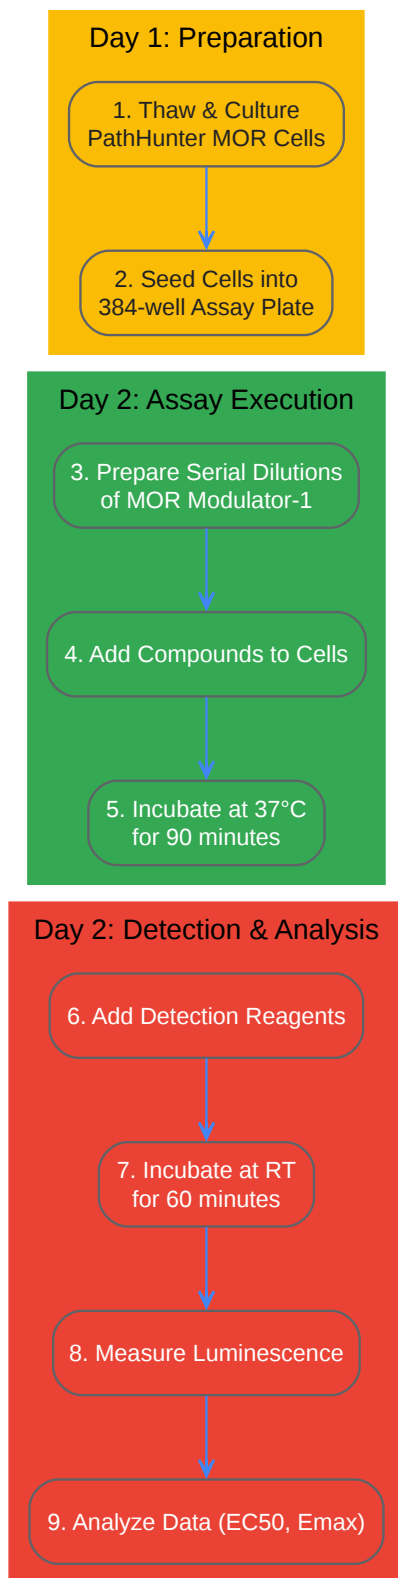 Day 1: Preparation
1. Thaw & Culture
PathHunter MOR Cells
2. Seed Cells into
384-well Assay Plate
Day 2: Assay Execution
3. Prepare Serial Dilutions
of MOR Modulator-1
4. Add Compounds to Cells
5. Incubate at 37°C
for 90 minutes
Day 2: Detection & Analysis
6. Add Detection Reagents
7. Incubate at RT
for 60 minutes
8. Measure Luminescence
9. Analyze Data (EC50, Emax)